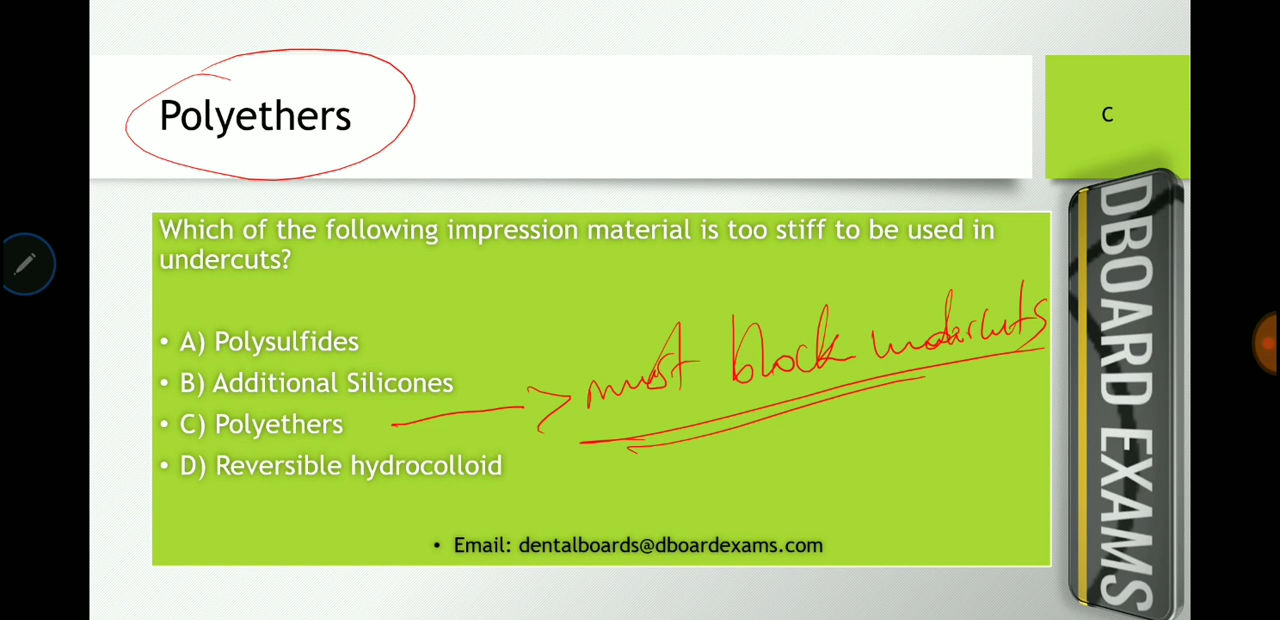 Polyethers
C
Which of the following impression material is too stiff to be used in
undercuts?
• A) Polysulfides
• B) Additional Silicones
• C) Polyethers
must block undercuts
• D) Reversible hydrocolloid
• Email: dentalboards@dboardexams.com
DBOARD EXAMS